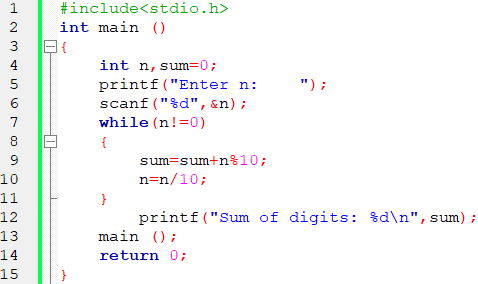 1 #include<stdio.h>
2 int main ()
3 {
4 int n,sum=0;
5 printf("Enter n:    ");
6 scanf("%d",&n);
7 while(n!=0)
8 {
9 sum=sum+n%10;
10 n=n/10;
11 }
12 printf("Sum of digits: %d\n",sum);
13 main ();
14 return 0;
15 }